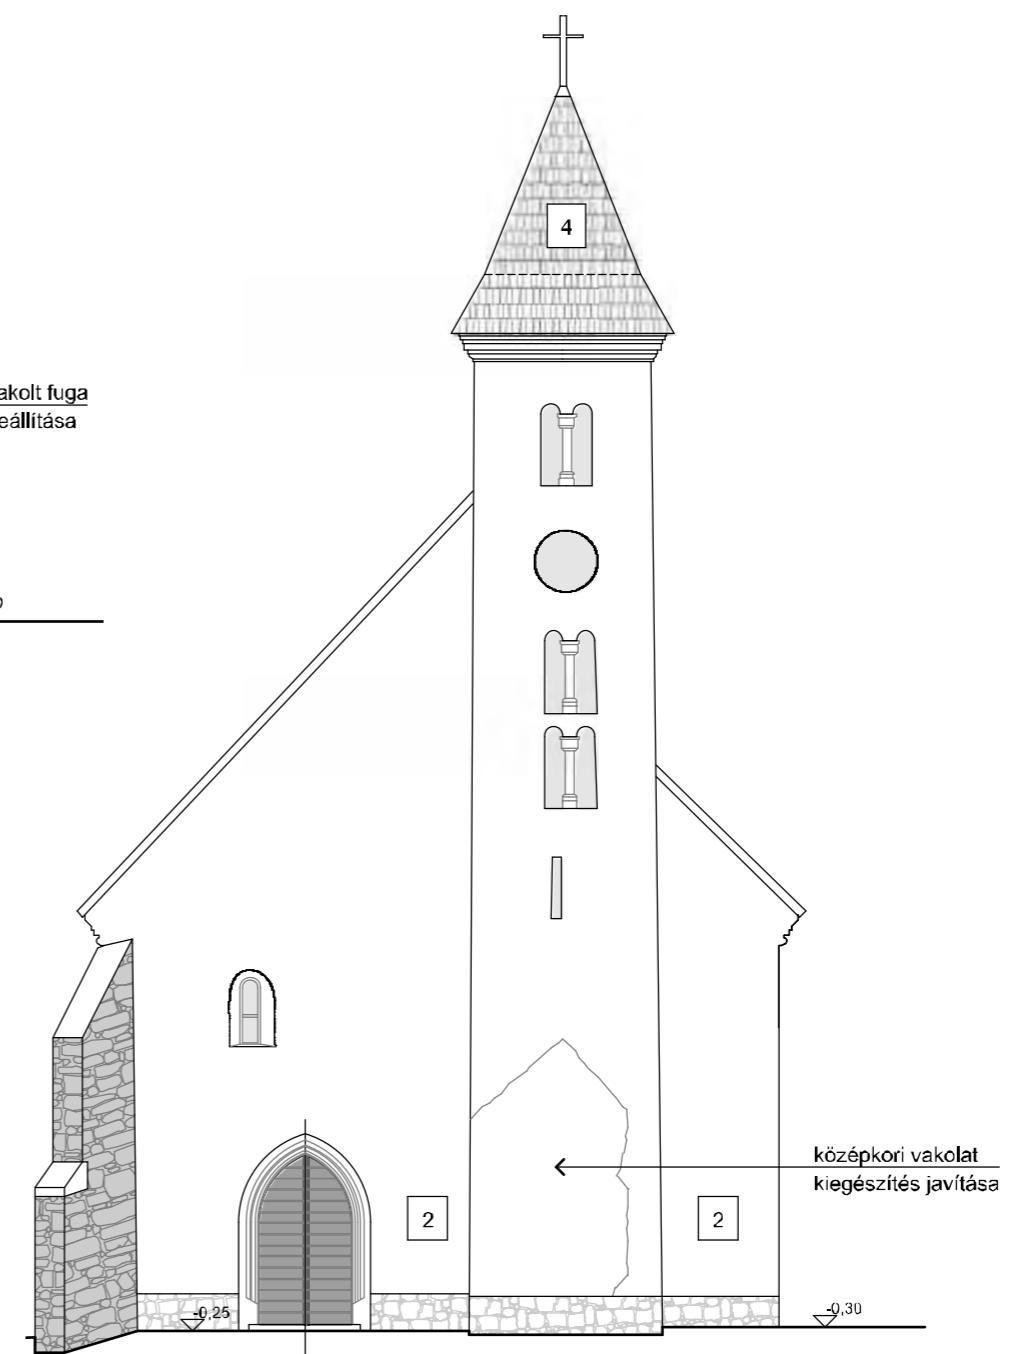 4
akolt fuga
eállítása
középkori vakolat
kiegészítés javítása
2
2
-0,25
-0,30